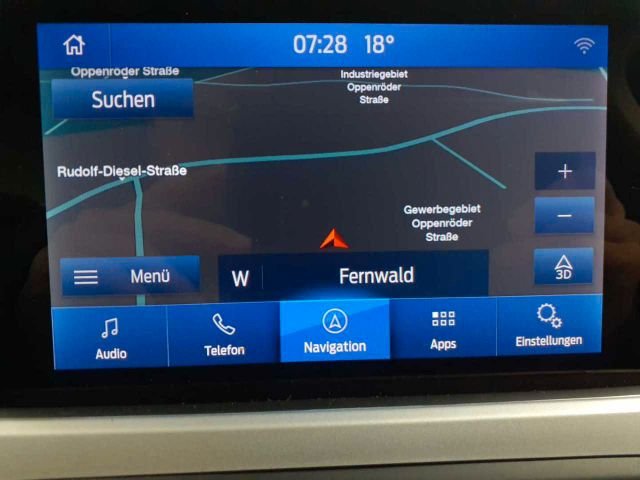 07:28 18°
Oppenröder Straße
Industriegebiet
Oppenröder
Straße
Suchen
Rudolf-Diesel-Straße
+
Gewerbegebiet
Oppenröder
Straße
−
3D
Menü
W Fernwald
Audio
Telefon
Navigation
Apps
Einstellungen